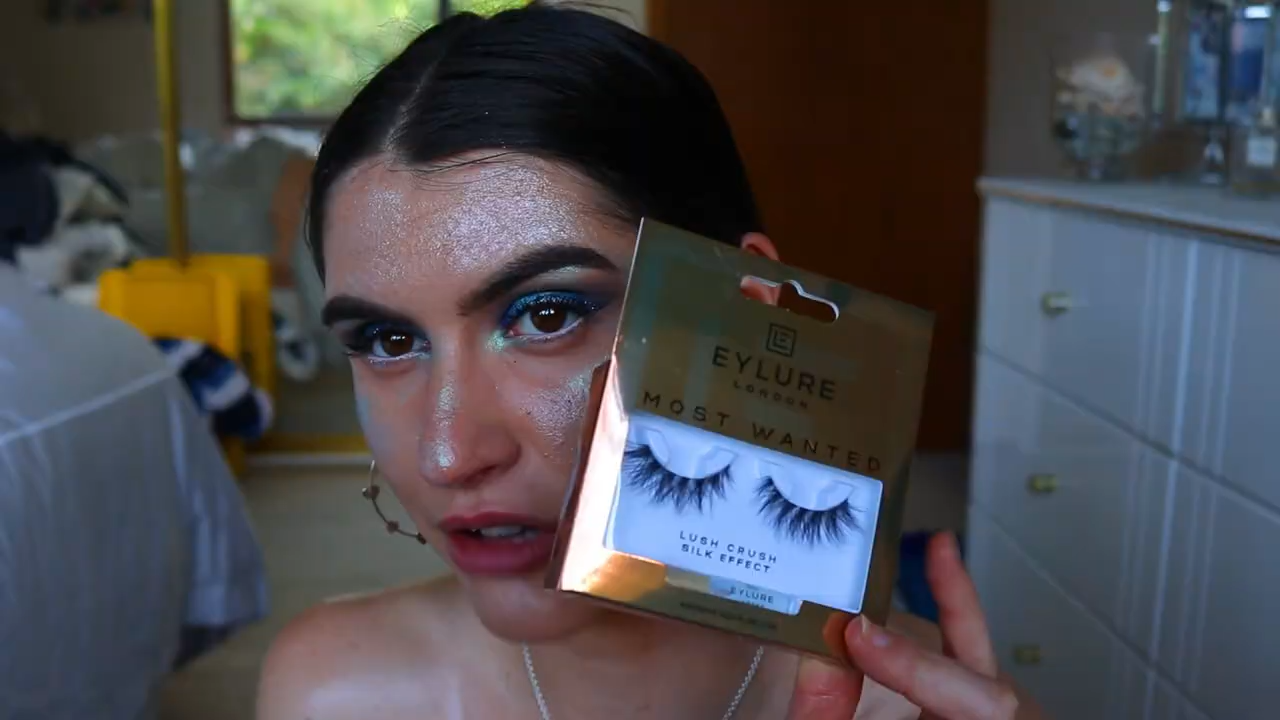 EYLURE
LONDON
MOST WANTED
LUSH CRUSH
SILK EFFECT
EYLURE